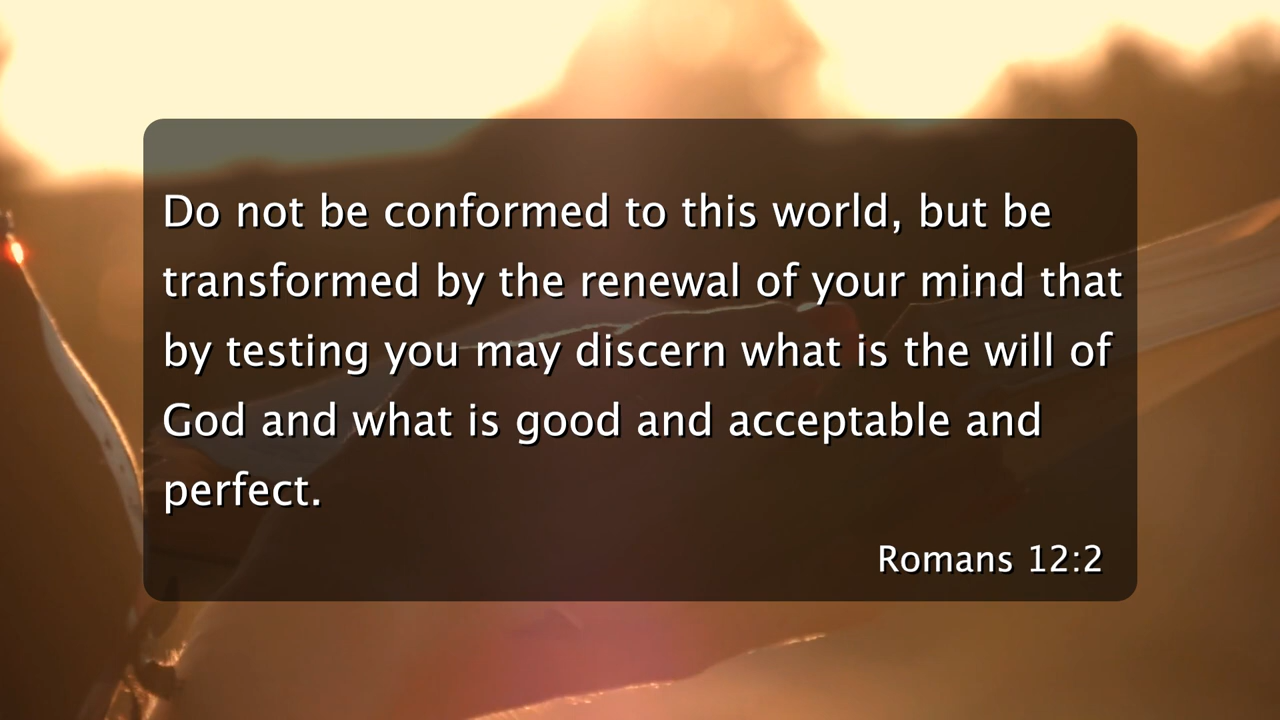 Do not be conformed to this world, but be
transformed by the renewal of your mind that
by testing you may discern what is the will of
God and what is good and acceptable and
perfect.
Romans 12:2